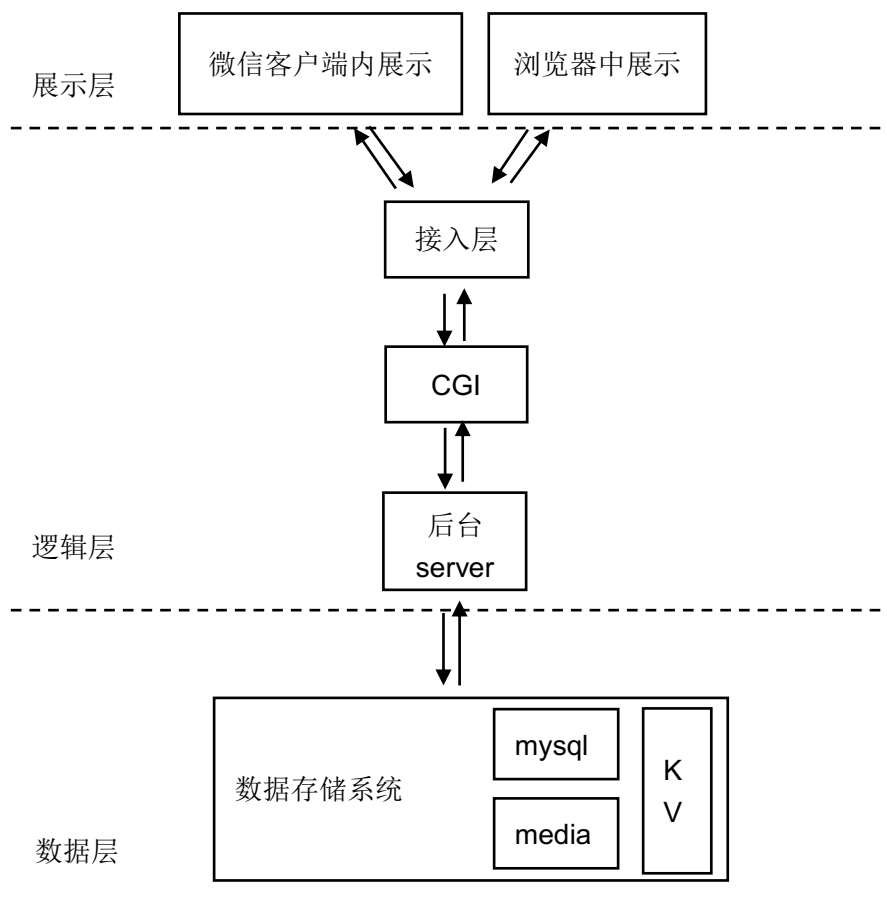 微信客户端内展示
浏览器中展示
展示层
接入层
CGI
后台
server
逻辑层
mysql
数据存储系统
K
V
media
数据层